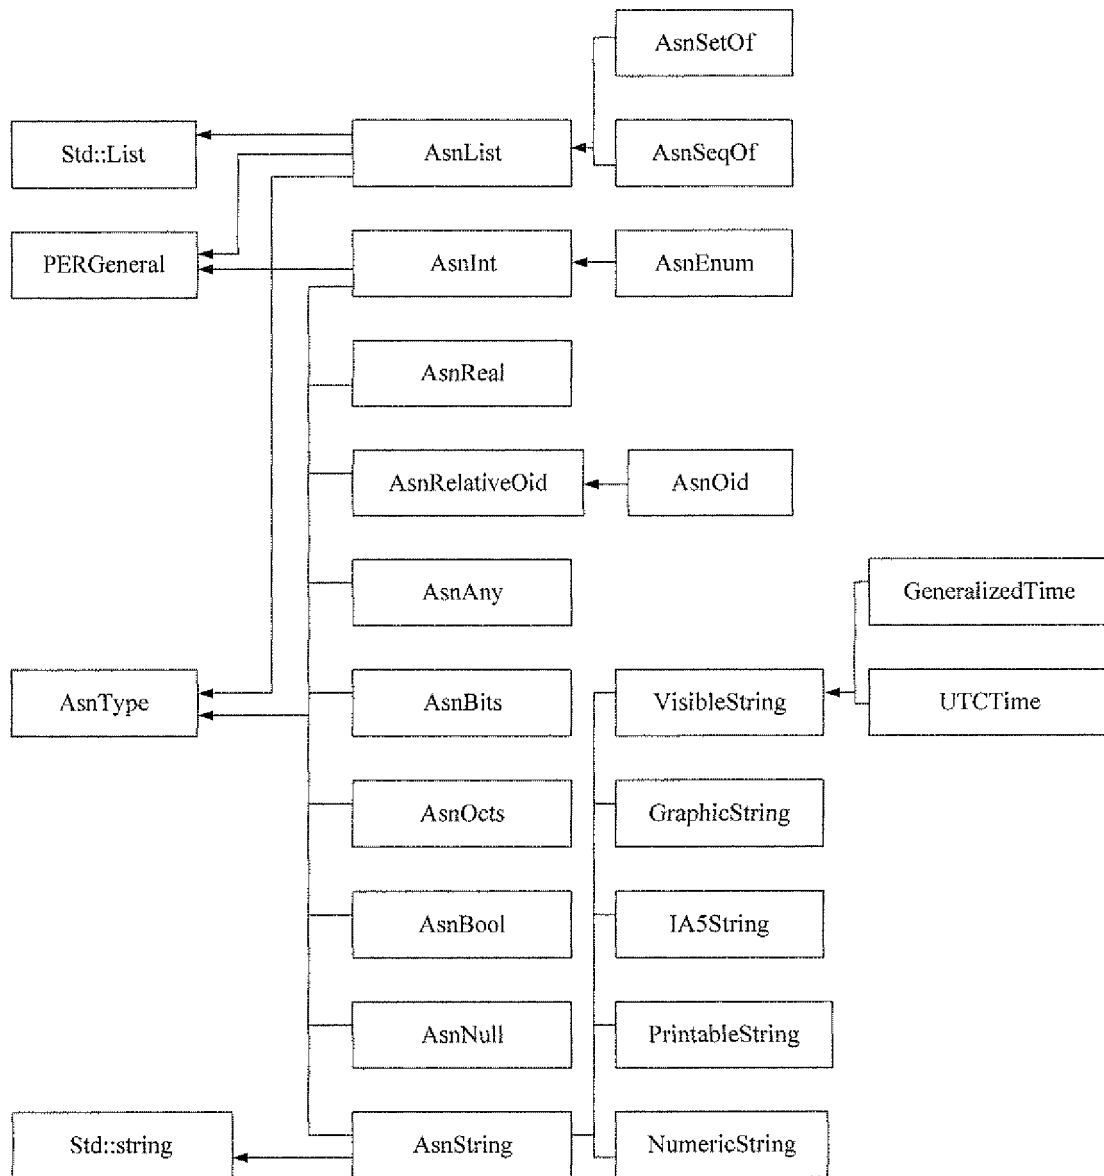 AsnSetOf
Std::List
AsnList
AsnSeqOf
PERGeneral
AsnInt
AsnEnum
AsnReal
AsnRelativeOid
AsnOid
AsnAny
GeneralizedTime
AsnType
AsnBits
VisibleString
UTCTime
AsnOcts
GraphicString
AsnBool
IA5String
AsnNull
PrintableString
Std::string
AsnString
NumericString